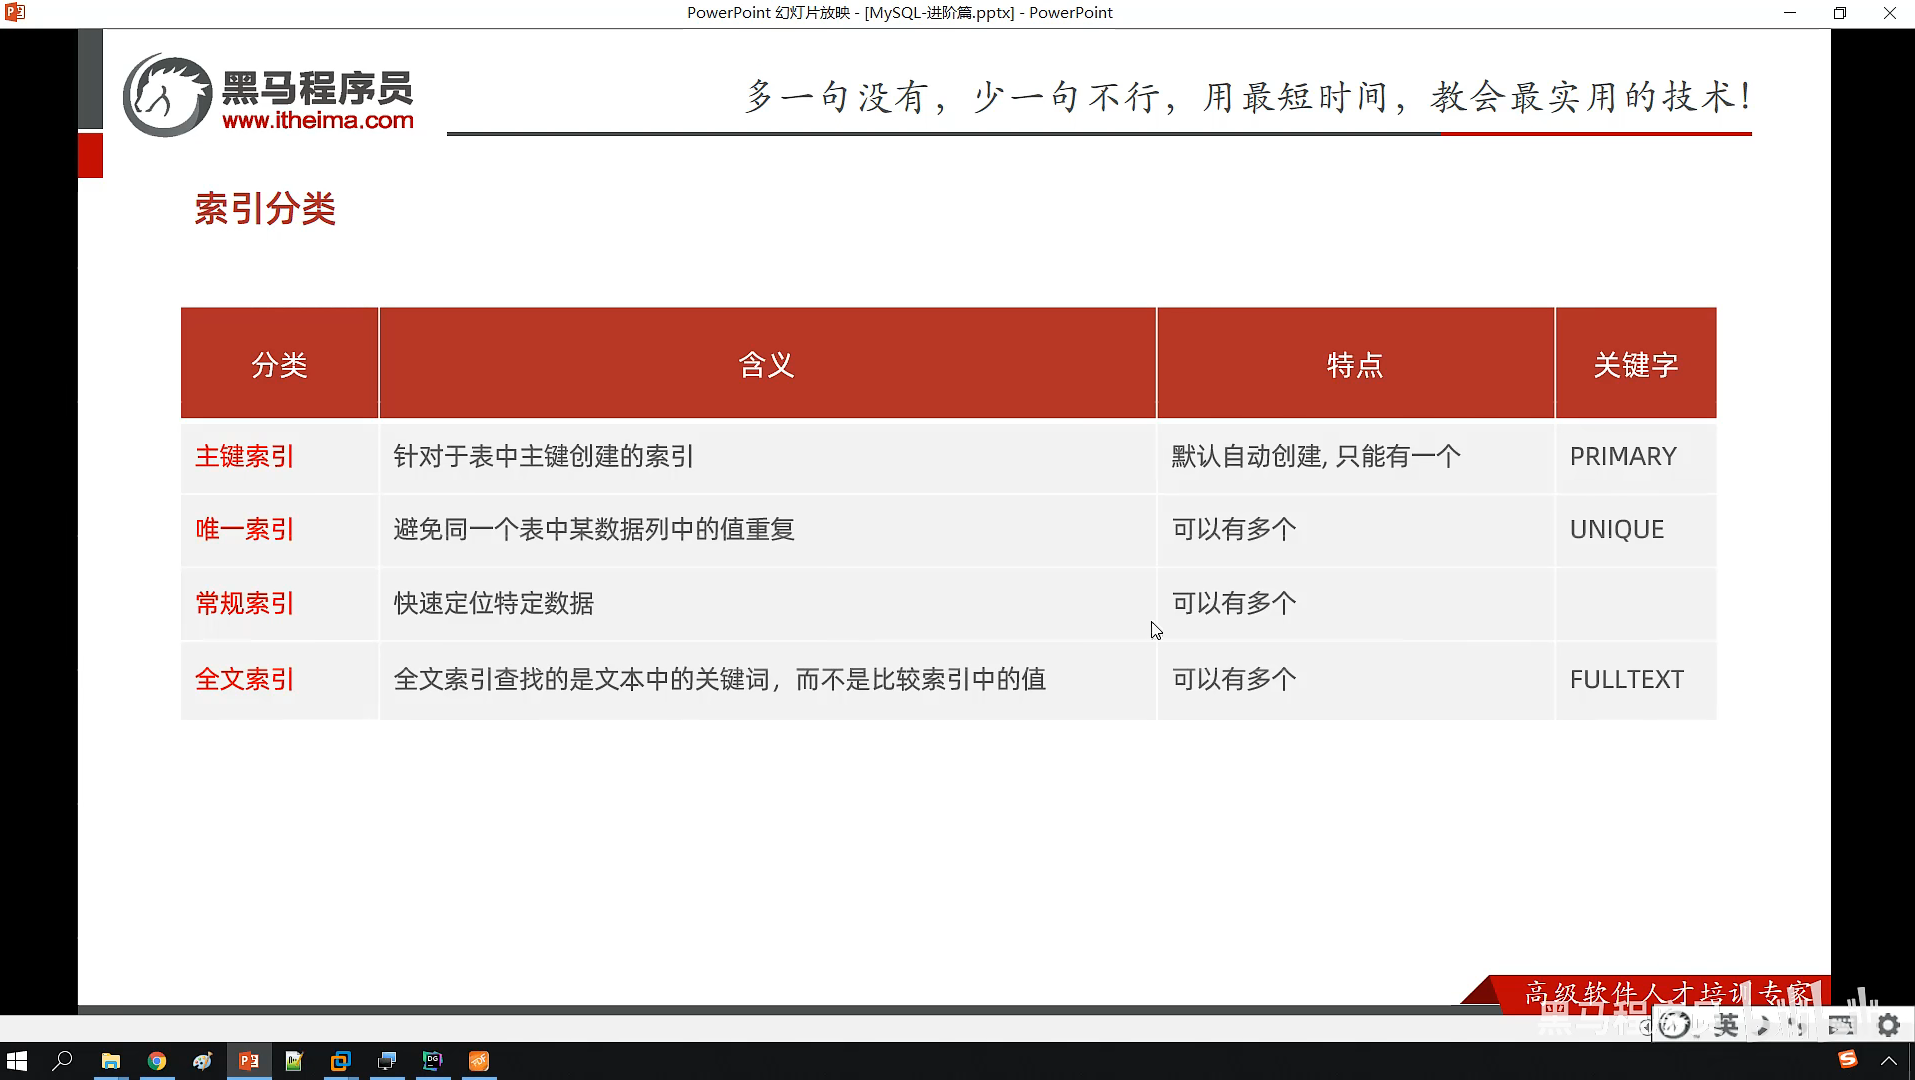 PowerPoint 幻灯片放映 - [MySQL-进阶篇.pptx] - PowerPoint
黑马程序员
www.itheima.com
多一句没有，少一句不行，用最短时间，教会最实用的技术！
索引分类
分类 含义 特点 关键字
主键索引 针对于表中主键创建的索引 默认自动创建, 只能有一个 PRIMARY
唯一索引 避免同一个表中某数据列中的值重复 可以有多个 UNIQUE
常规索引 快速定位特定数据 可以有多个
全文索引 全文索引查找的是文本中的关键词，而不是比较索引中的值 可以有多个 FULLTEXT
高级软件人才培训专家
英